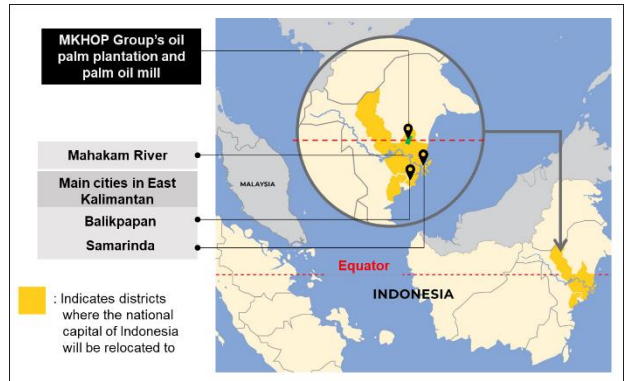 MKHOP Group's oil
palm plantation and
palm oil mill
Mahakam River
Main cities in East
Kalimantan
Balikpapan
Samarinda
MALAYSIA
Equator
INDONESIA
: Indicates districts
where the national
capital of Indonesia
will be relocated to